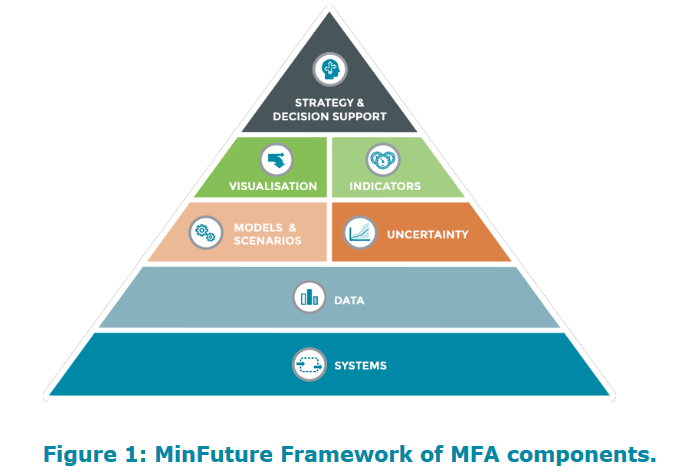 STRATEGY &
DECISION SUPPORT
VISUALISATION
INDICATORS
MODELS &
SCENARIOS
UNCERTAINTY
DATA
SYSTEMS
Figure 1: MinFuture Framework of MFA components.